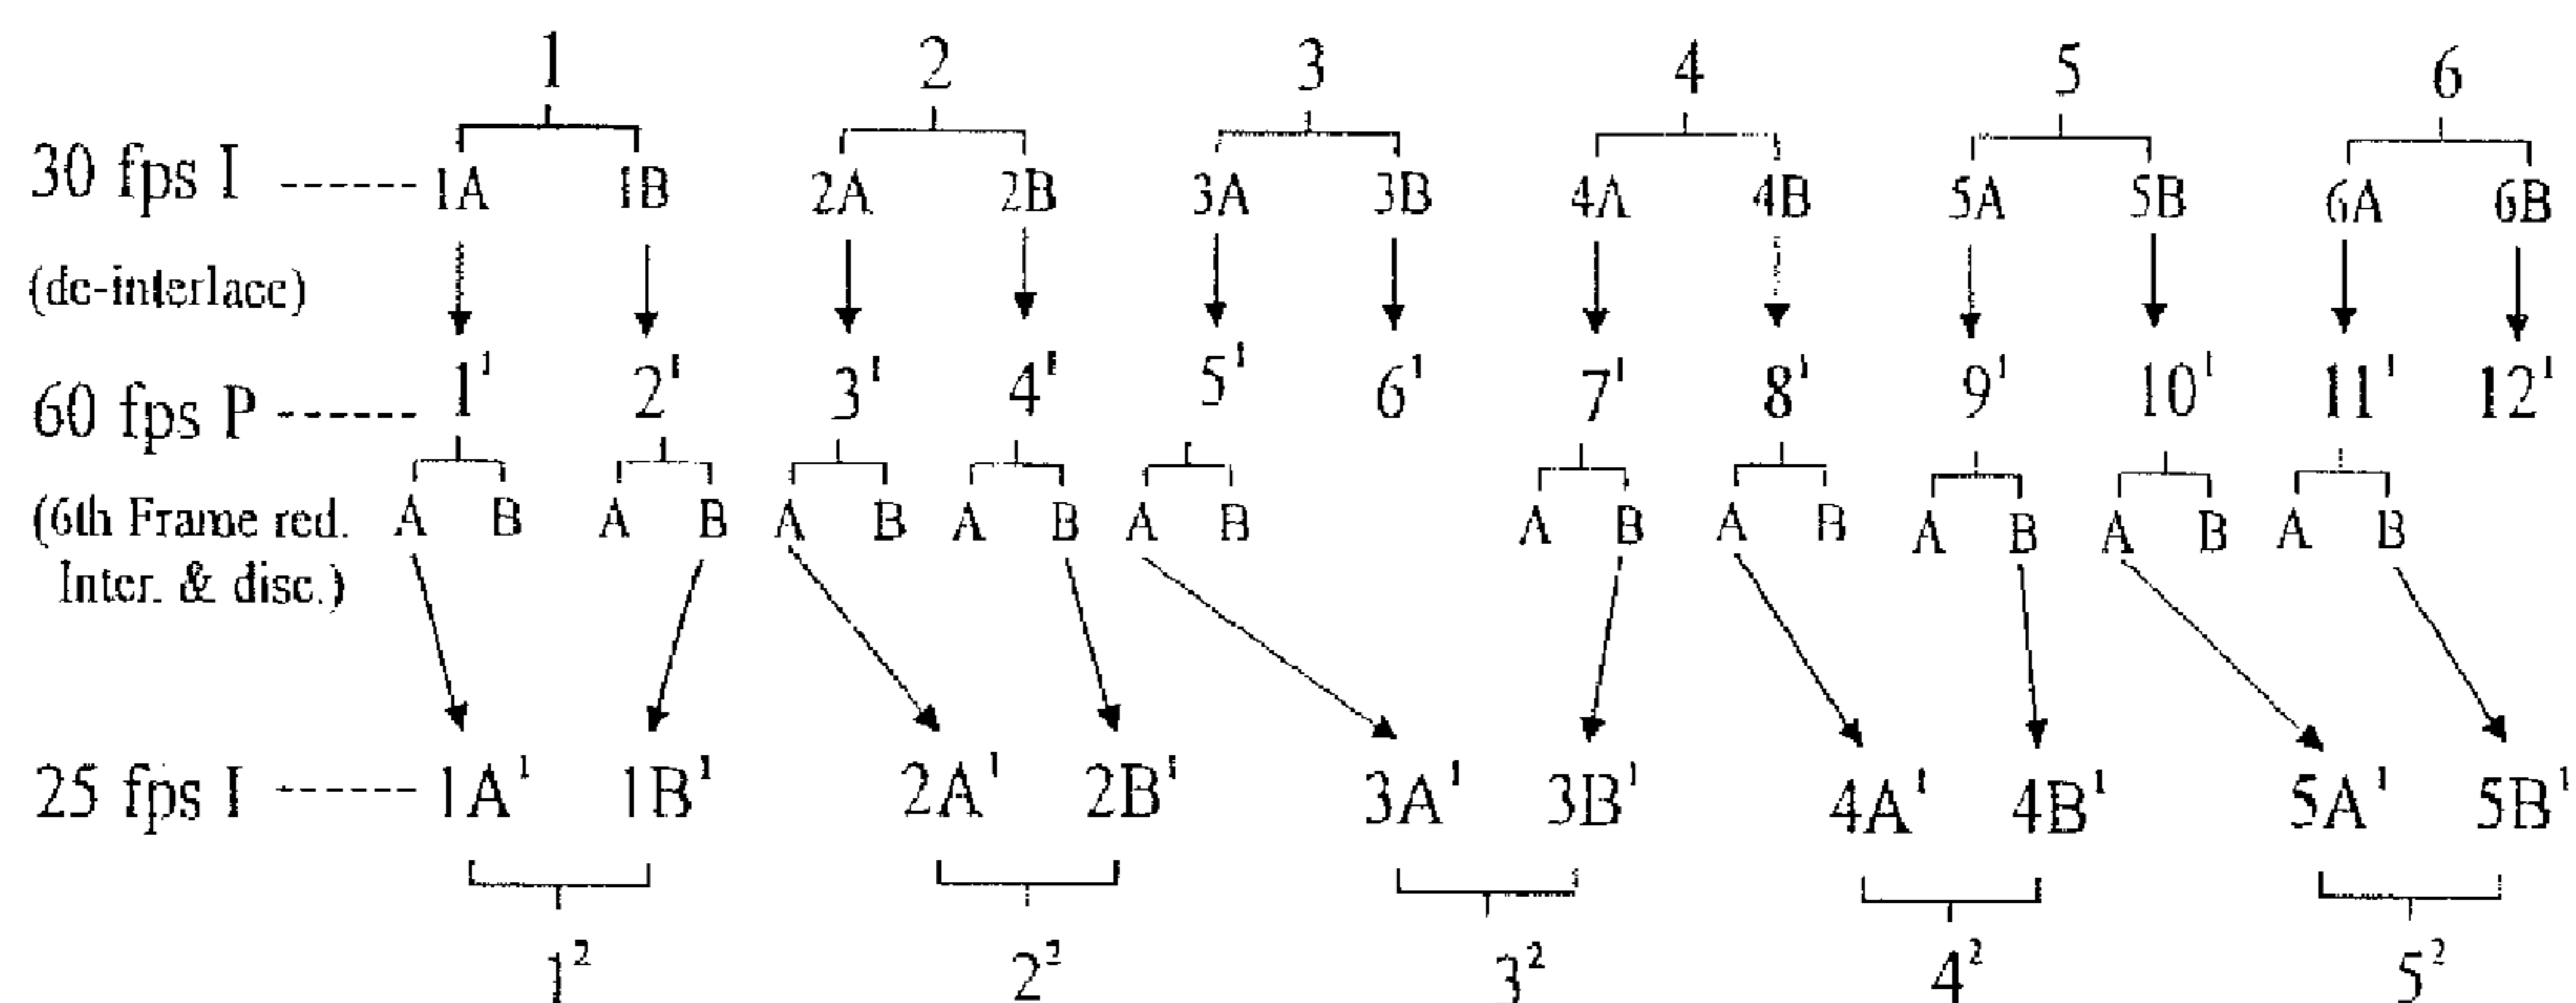 1 2 3 4 5 6
30 fps I ------ 1A 1B 2A 2B 3A 3B 4A 4B 5A 5B 6A 6B
(de-interlace)
60 fps P ------ 1¹ 2¹ 3¹ 4¹ 5¹ 6¹ 7¹ 8¹ 9¹ 10¹ 11¹ 12¹
(6th Frame red. A B A B A B A B A B A B A B A B A B A B
Inter. & disc.)
25 fps I ------ 1A¹ 1B¹ 2A¹ 2B¹ 3A¹ 3B¹ 4A¹ 4B¹ 5A¹ 5B¹
1² 2² 3² 4² 5²